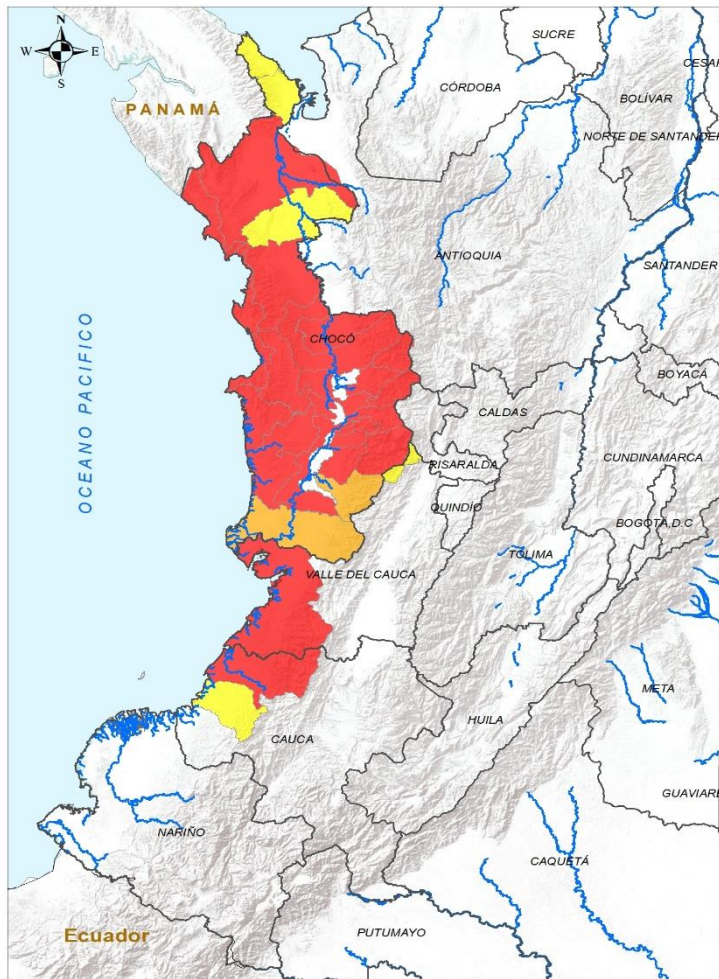 N
W E
S
SUCRE
CESAR
CÓRDOBA
BOLÍVAR
PANAMÁ
NORTE DE SANTANDER
ANTIOQUIA
SANTANDER
OCEANO PACIFICO
CHOCÓ
BOYACÁ
CALDAS
CUNDINAMARCA
RISARALDA
QUINDÍO
BOGOTÁ, D.C
TOLIMA
VALLE DEL CAUCA
META
HUILA
CAUCA
GUAVIARE
NARIÑO
CAQUETÁ
Ecuador
PUTUMAYO